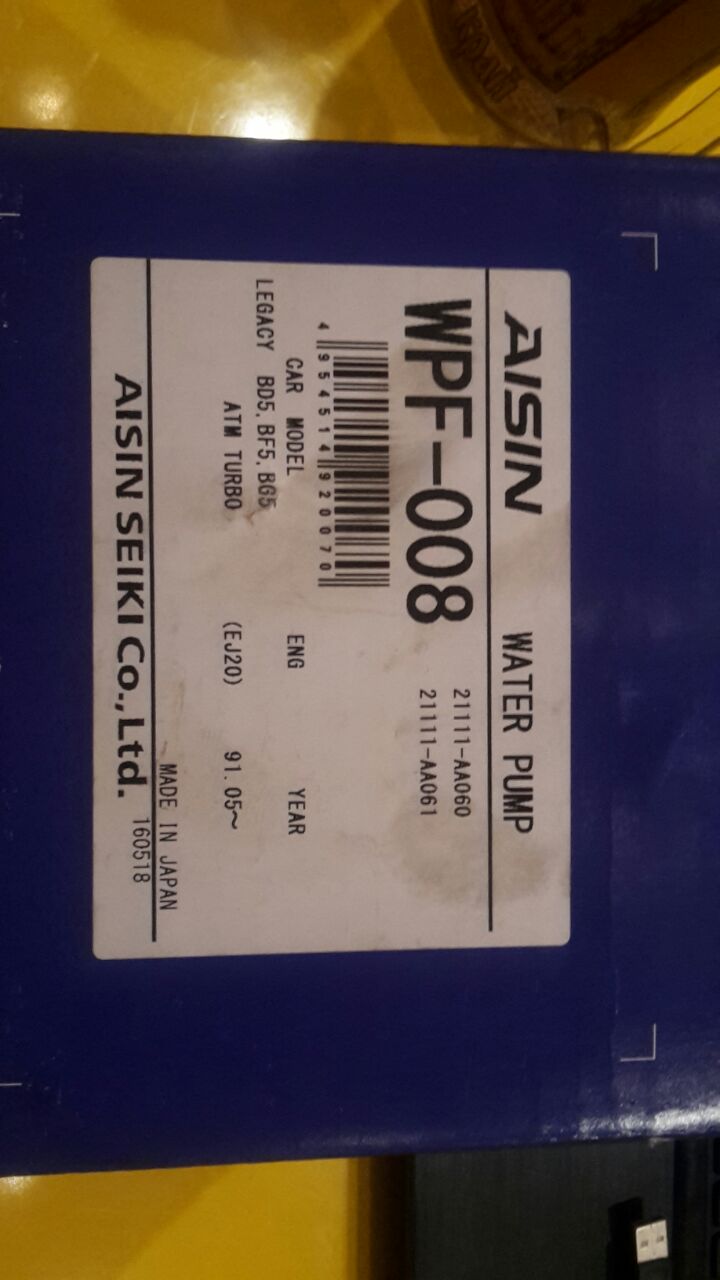 AISIN WATER PUMP
WPF-008
21111-AA060
21111-AA061
4 954514 920070
CAR MODEL ENG YEAR
LEGACY BD5, BF5, BG5
ATM TURBO (EJ20) 91. 05~
MADE IN JAPAN
AISIN SEIKI Co., Ltd. 160518